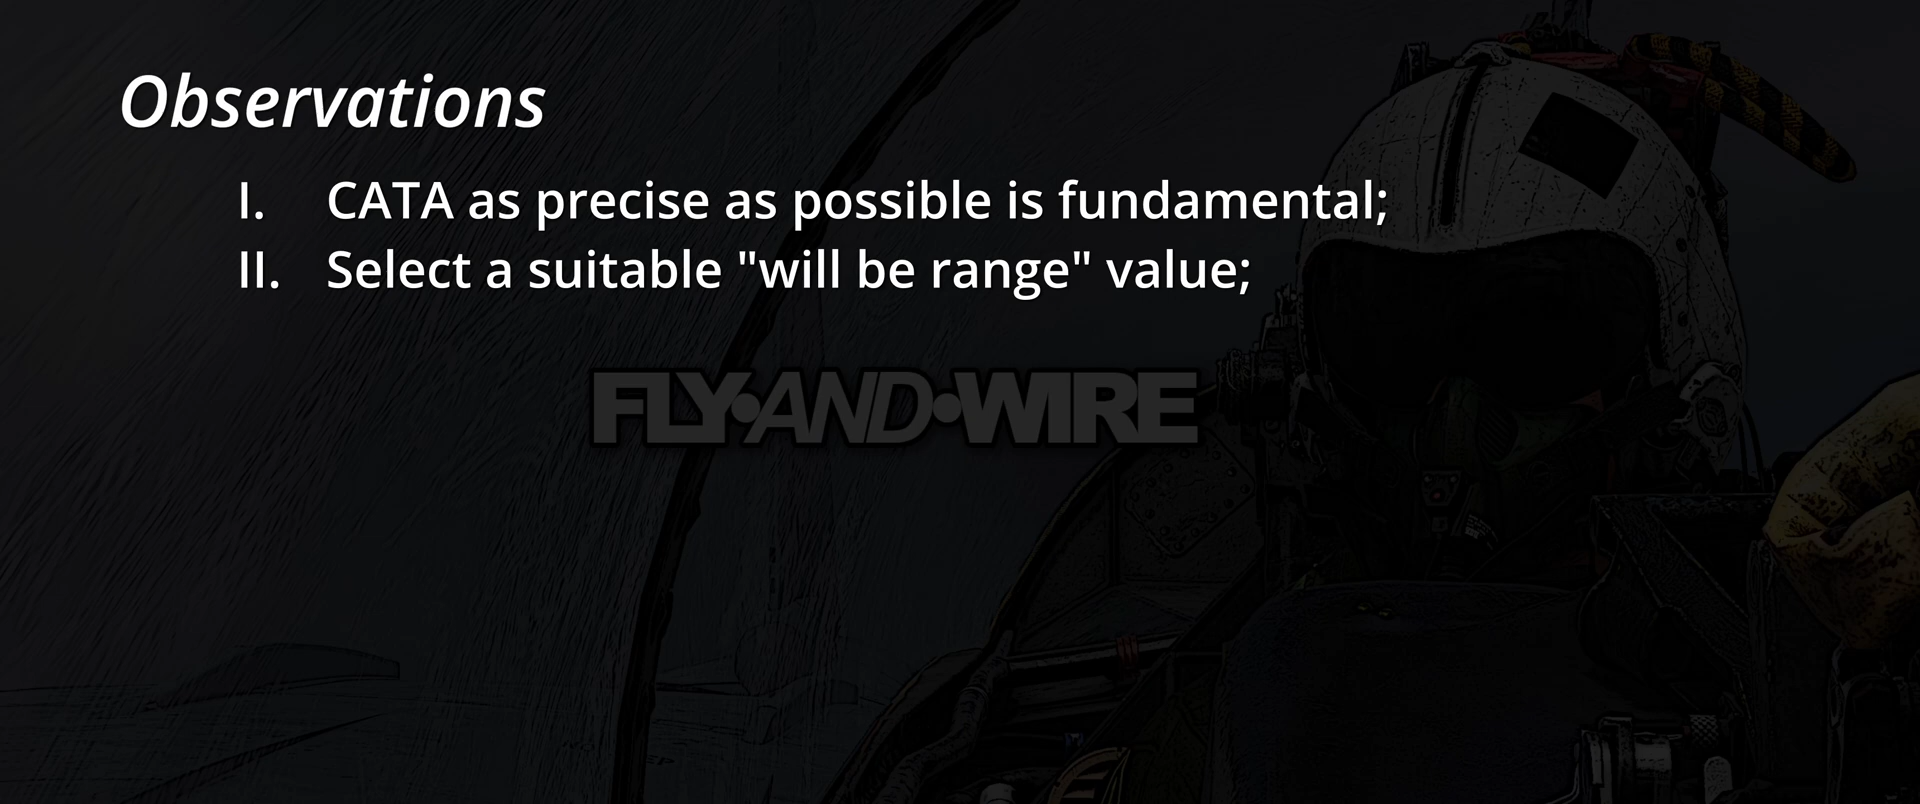 Observations
I. CATA as precise as possible is fundamental;
II. Select a suitable "will be range" value;
FLY•AND•WIRE